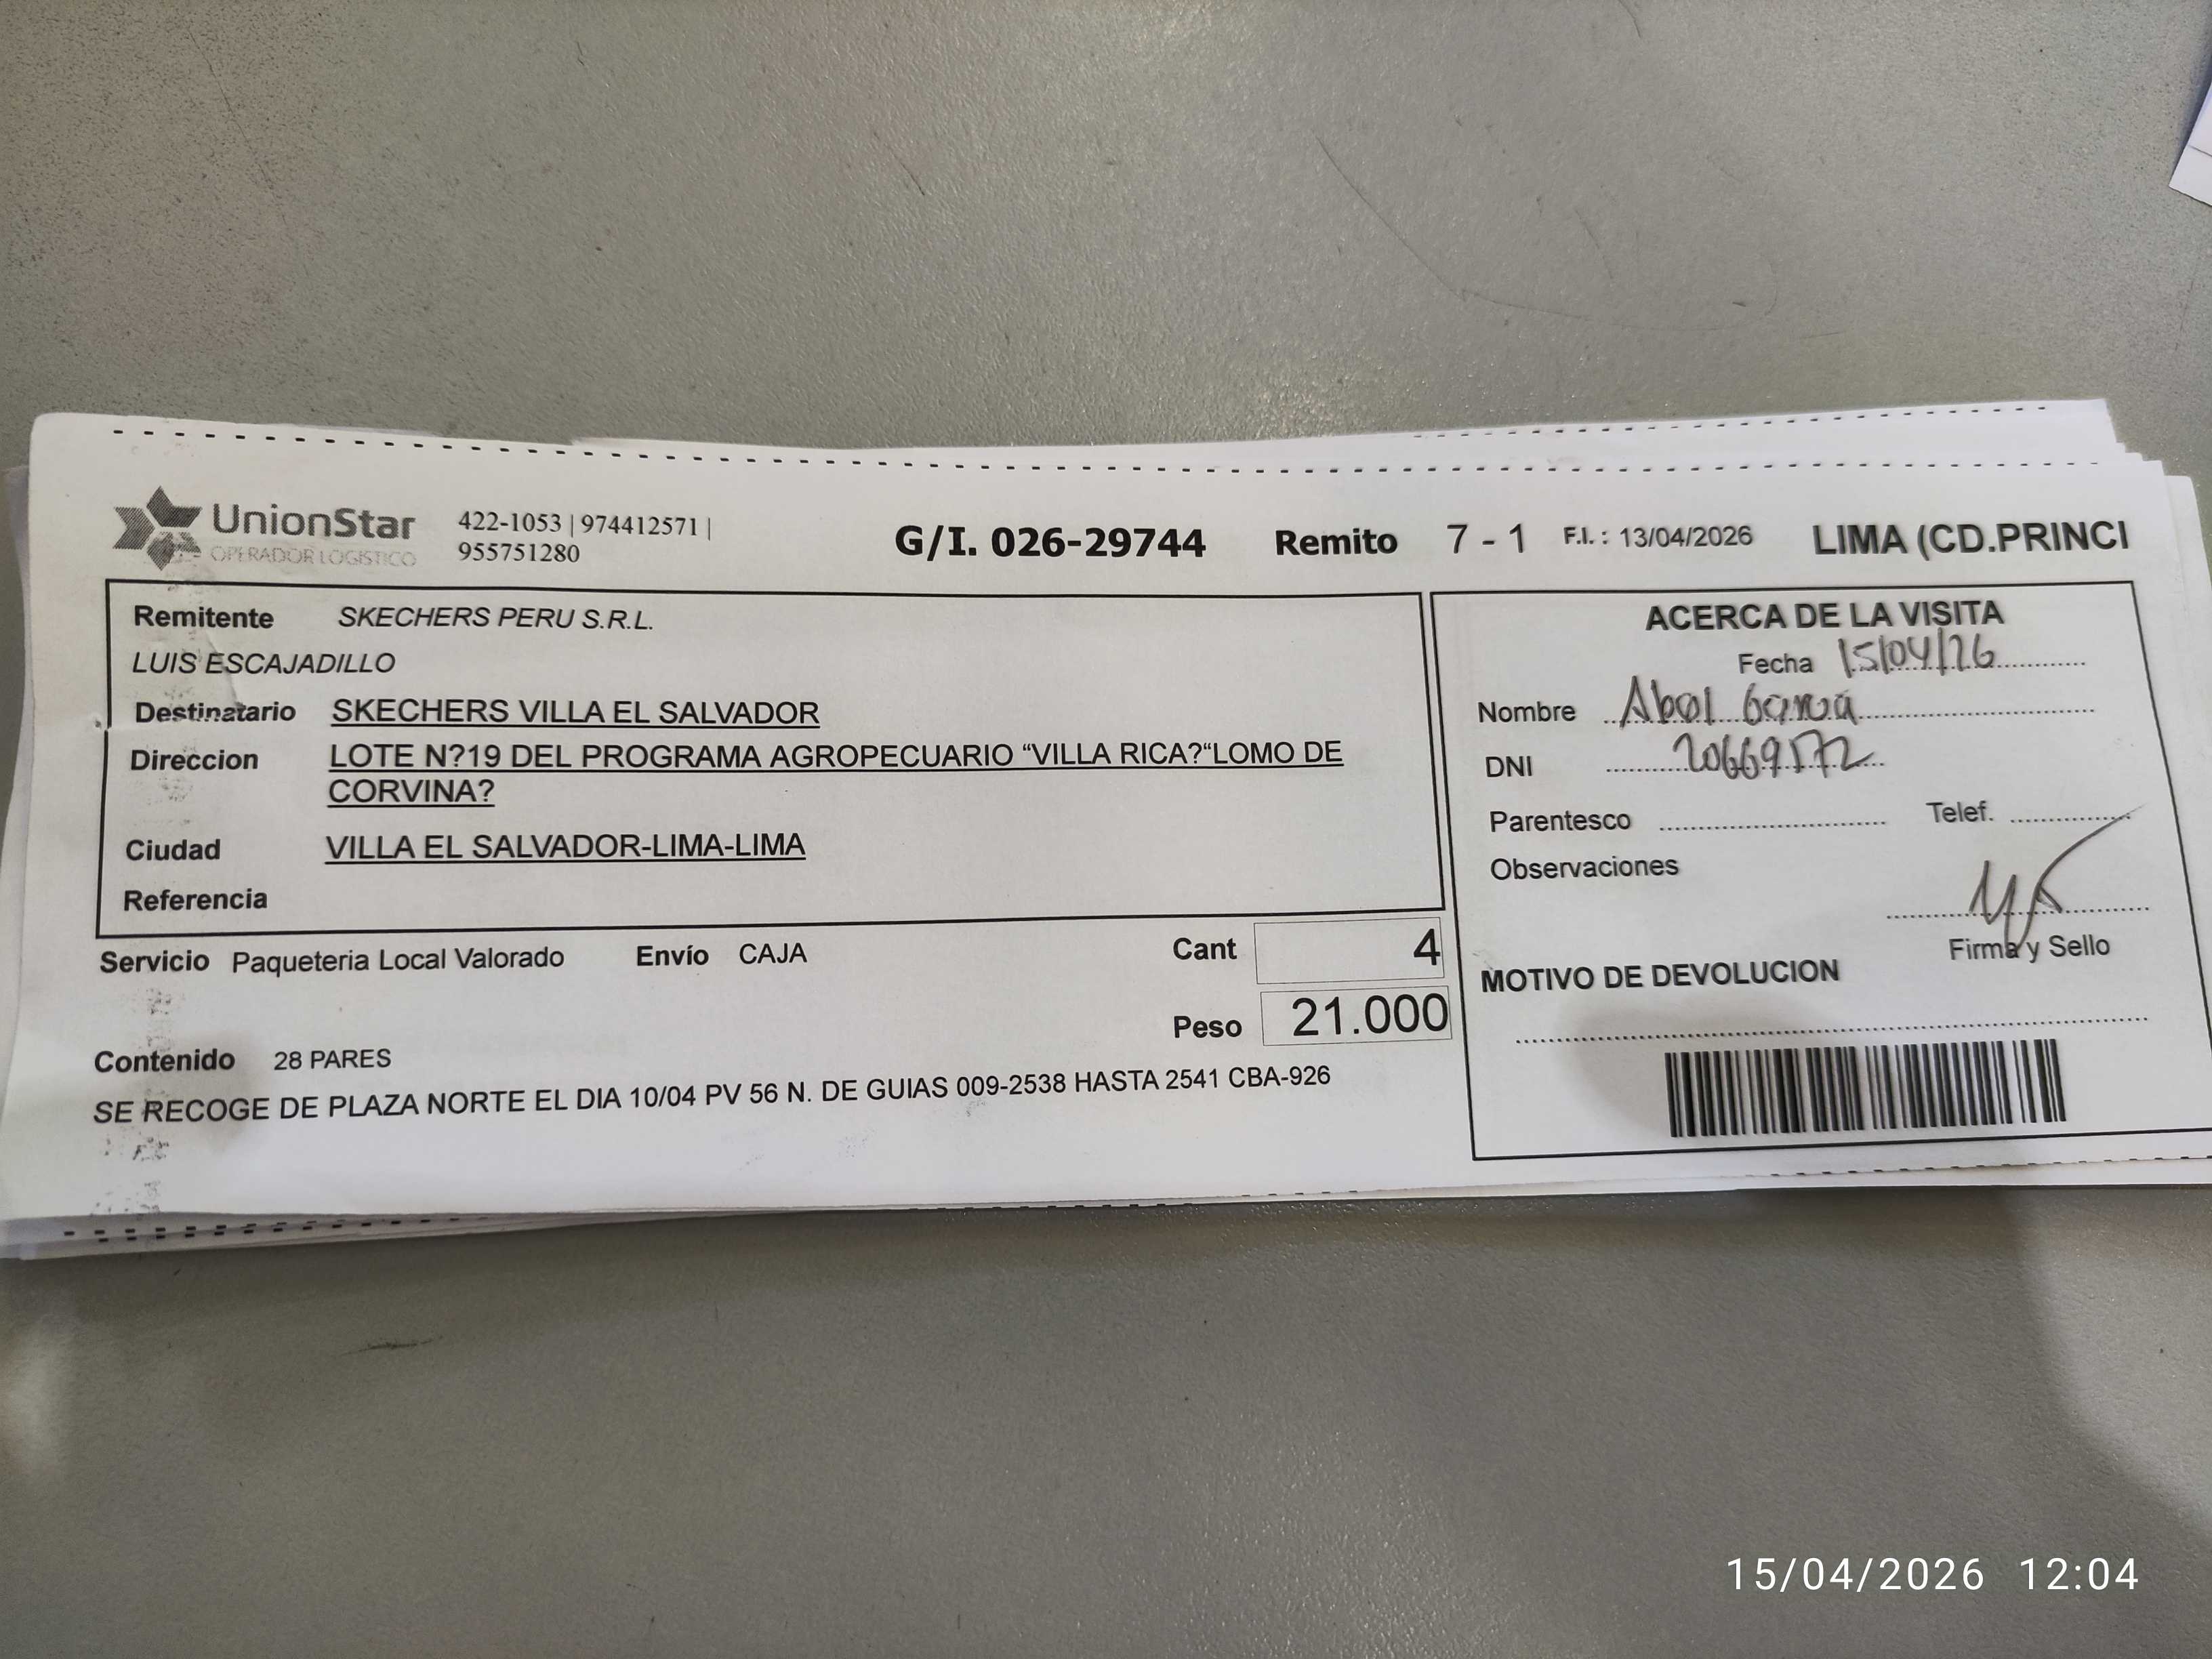 UnionStar
OPERADOR LOGISTICO
422-1053 | 974412571 |
955751280
G/I. 026-29744 Remito 7 - 1 F.I. : 13/04/2026 LIMA (CD.PRINCI
Remitente SKECHERS PERU S.R.L.
LUIS ESCAJADILLO
Destinatario SKECHERS VILLA EL SALVADOR
Direccion LOTE N?19 DEL PROGRAMA AGROPECUARIO “VILLA RICA?“LOMO DE
CORVINA?
Ciudad VILLA EL SALVADOR-LIMA-LIMA
Referencia
Servicio Paqueteria Local Valorado Envío CAJA
Cant 4
Peso 21.000
Contenido 28 PARES
SE RECOGE DE PLAZA NORTE EL DIA 10/04 PV 56 N. DE GUIAS 009-2538 HASTA 2541 CBA-926
ACERCA DE LA VISITA
Fecha 15/04/26
Nombre Abel Garcia
DNI 20669572
Parentesco Telef.
Observaciones
Firma y Sello
MOTIVO DE DEVOLUCION
15/04/2026 12:04